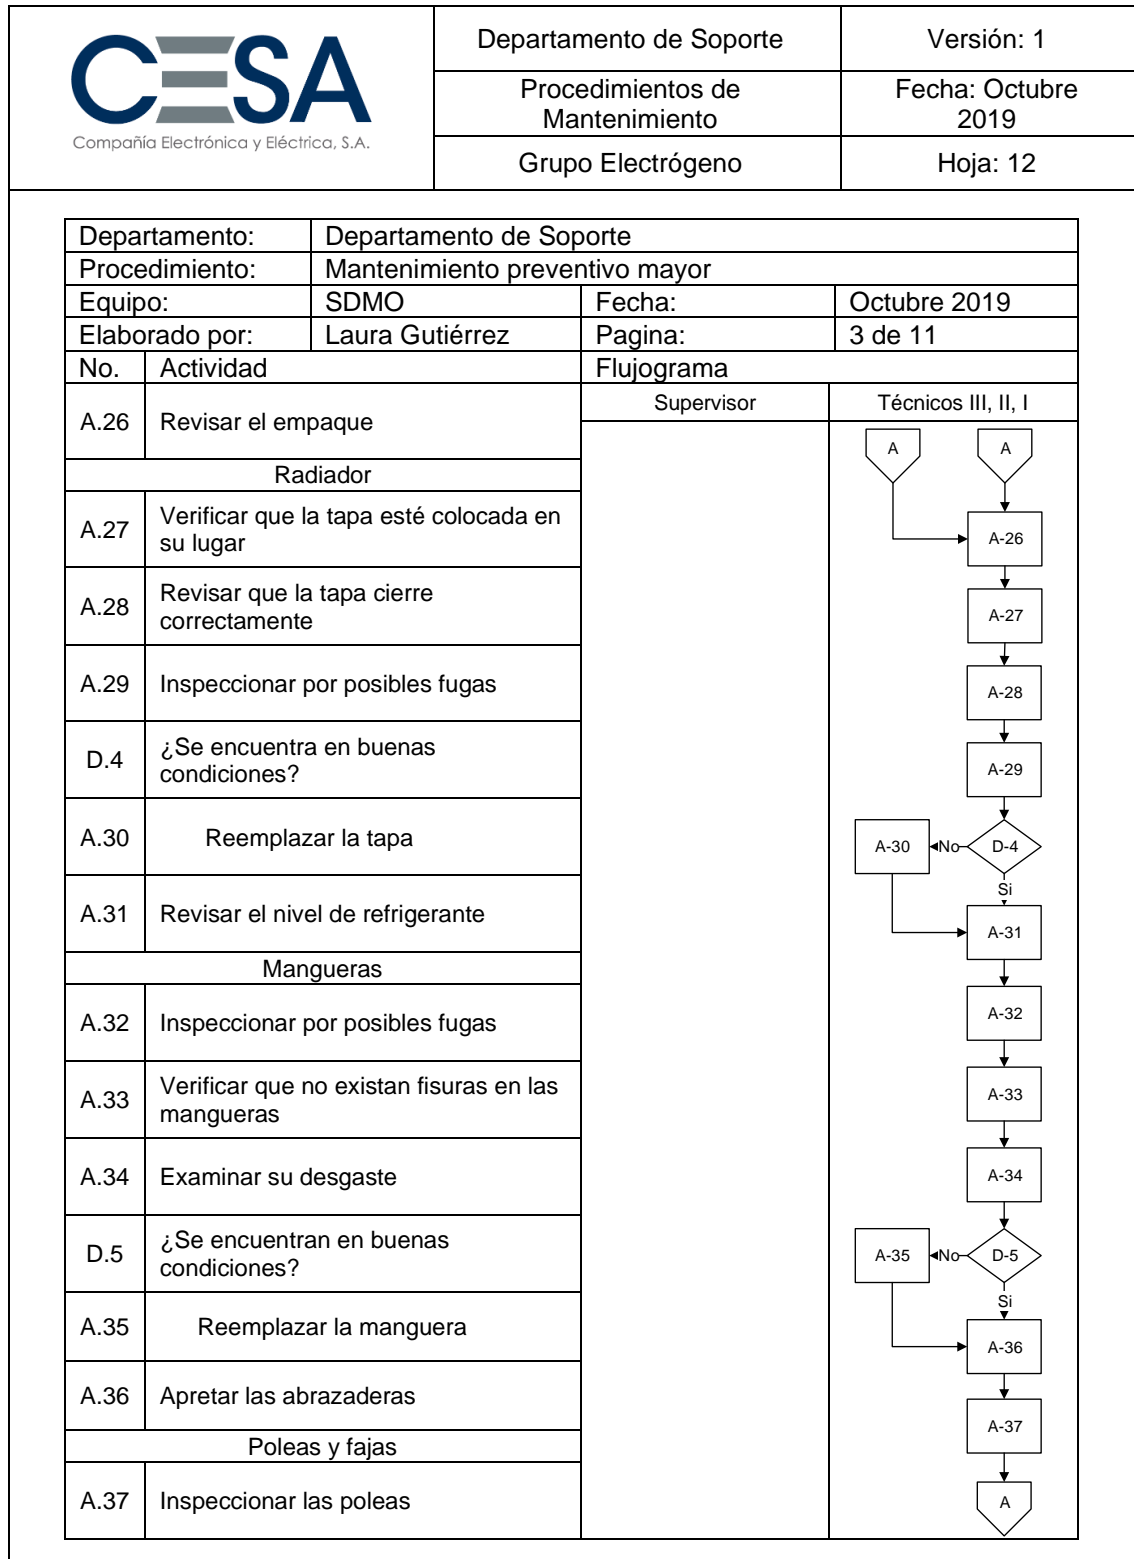 CESA
Compañía Electrónica y Eléctrica, S.A.
Departamento de Soporte
Versión: 1
Procedimientos de
Mantenimiento
Fecha: Octubre
2019
Grupo Electrógeno
Hoja: 12
Departamento:
Departamento de Soporte
Procedimiento:
Mantenimiento preventivo mayor
Equipo:
SDMO
Fecha:
Octubre 2019
Elaborado por:
Laura Gutiérrez
Pagina:
3 de 11
No.
Actividad
Flujograma
Supervisor
Técnicos III, II, I
A.26
Revisar el empaque
Radiador
A.27
Verificar que la tapa esté colocada en
su lugar
A.28
Revisar que la tapa cierre
correctamente
A.29
Inspeccionar por posibles fugas
D.4
¿Se encuentra en buenas
condiciones?
A.30
Reemplazar la tapa
A.31
Revisar el nivel de refrigerante
Mangueras
A.32
Inspeccionar por posibles fugas
A.33
Verificar que no existan fisuras en las
mangueras
A.34
Examinar su desgaste
D.5
¿Se encuentran en buenas
condiciones?
A.35
Reemplazar la manguera
A.36
Apretar las abrazaderas
Poleas y fajas
A.37
Inspeccionar las poleas
A
A
A-26
A-27
A-28
A-29
A-30
No
D-4
Si
A-31
A-32
A-33
A-34
A-35
No
D-5
Si
A-36
A-37
A